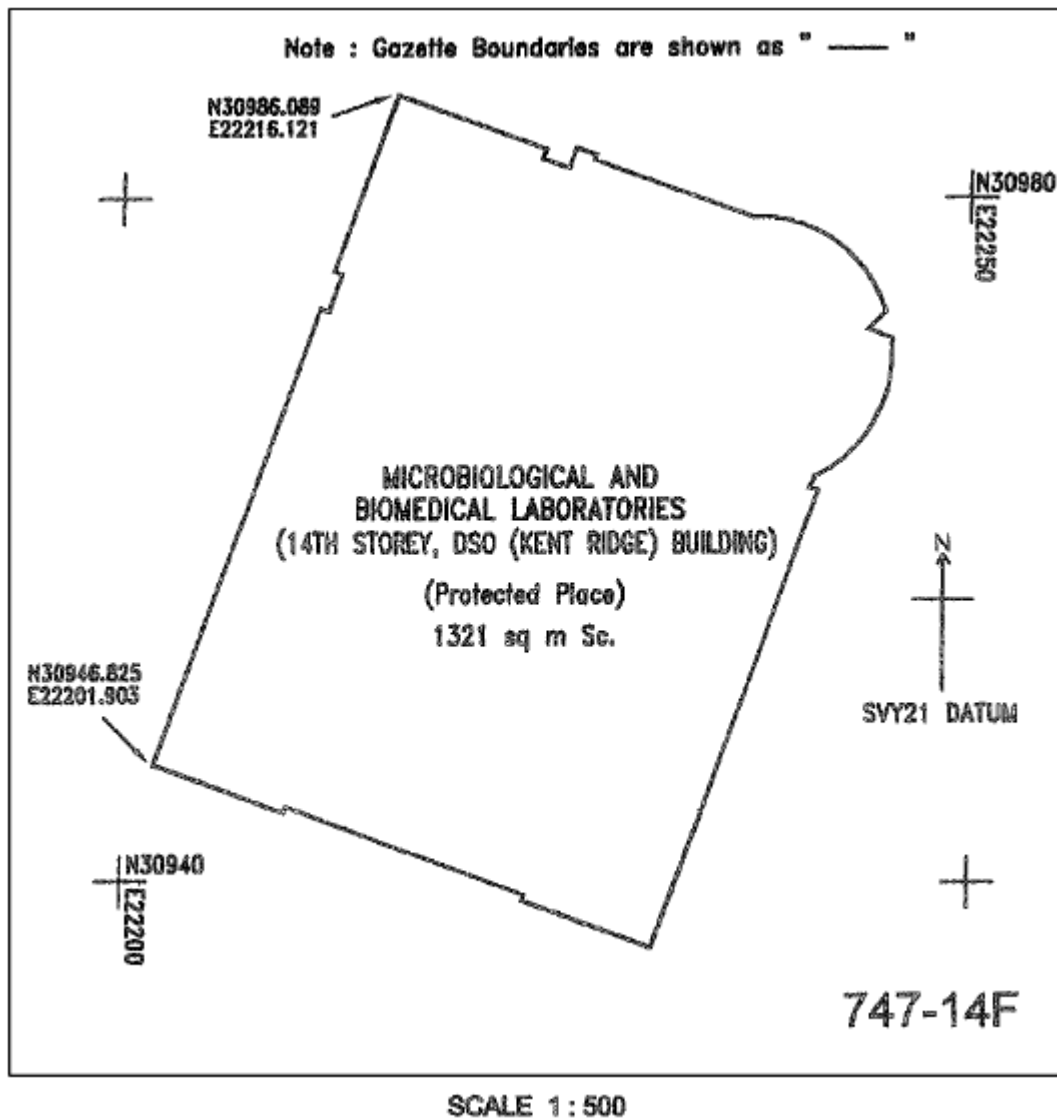 Note : Gazette Boundaries are shown as " —— "
N30986.089
E22216.121
N30980
E22250
MICROBIOLOGICAL AND
BIOMEDICAL LABORATORIES
(14TH STOREY, DSO (KENT RIDGE) BUILDING)
(Protected Place)
1321 sq m Sc.
N
SVY21 DATUM
N30946.825
E22201.903
N30940
E22200
747-14F
SCALE 1 : 500